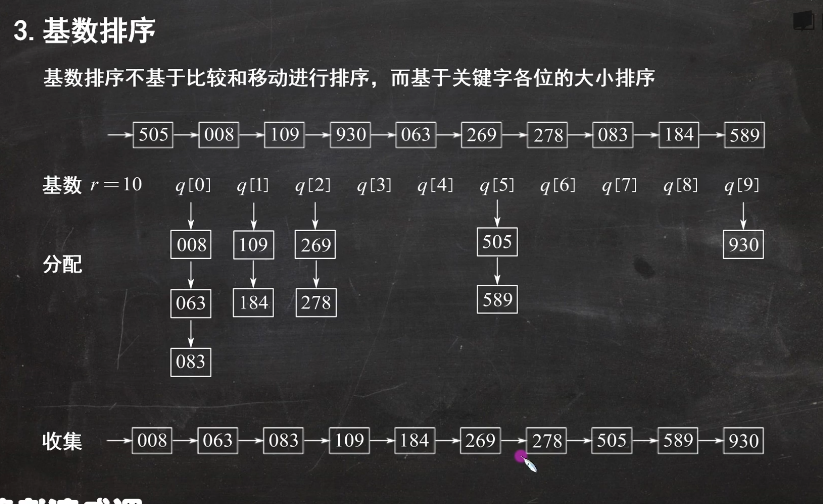 3. 基数排序
基数排序不基于比较和移动进行排序，而基于关键字各位的大小排序
505 008 109 930 063 269 278 083 184 589
基数 r=10 q[0] q[1] q[2] q[3] q[4] q[5] q[6] q[7] q[8] q[9]
008 109 269 505 930
分配
063 184 278 589
083
收集 008 063 083 109 184 269 278 505 589 930